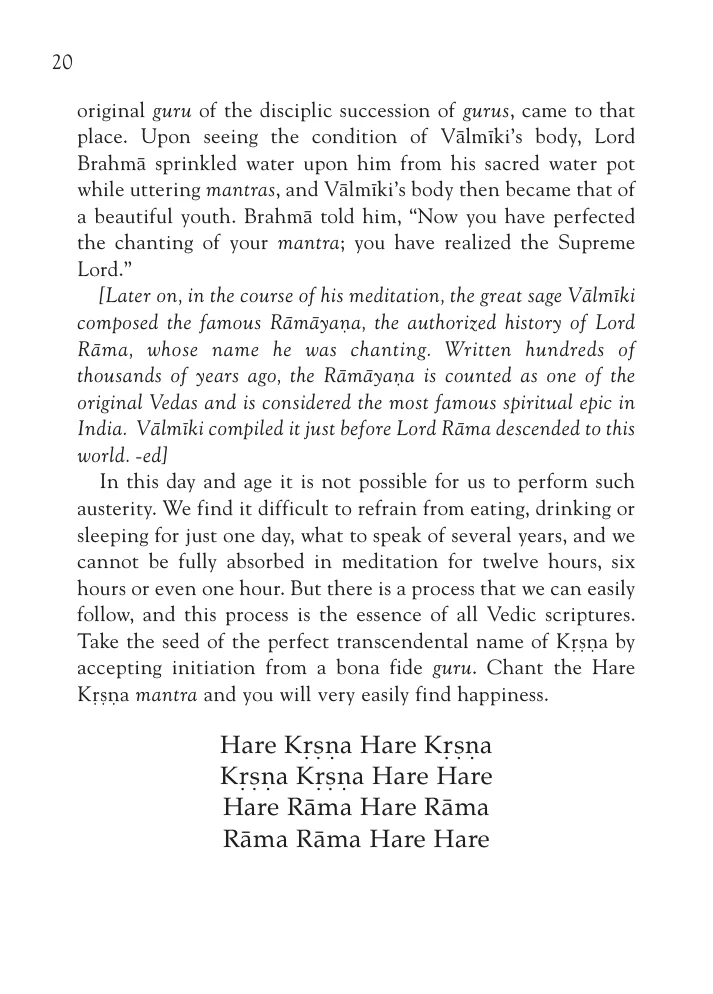 20
original guru of the disciplic succession of gurus, came to that
place. Upon seeing the condition of Vālmīki’s body, Lord
Brahmā sprinkled water upon him from his sacred water pot
while uttering mantras, and Vālmīki’s body then became that of
a beautiful youth. Brahmā told him, “Now you have perfected
the chanting of your mantra; you have realized the Supreme
Lord.”
[Later on, in the course of his meditation, the great sage Vālmīki
composed the famous Rāmāyaṇa, the authorized history of Lord
Rāma, whose name he was chanting. Written hundreds of
thousands of years ago, the Rāmāyaṇa is counted as one of the
original Vedas and is considered the most famous spiritual epic in
India. Vālmīki compiled it just before Lord Rāma descended to this
world. -ed]
In this day and age it is not possible for us to perform such
austerity. We find it difficult to refrain from eating, drinking or
sleeping for just one day, what to speak of several years, and we
cannot be fully absorbed in meditation for twelve hours, six
hours or even one hour. But there is a process that we can easily
follow, and this process is the essence of all Vedic scriptures.
Take the seed of the perfect transcendental name of Kṛṣṇa by
accepting initiation from a bona fide guru. Chant the Hare
Kṛṣṇa mantra and you will very easily find happiness.
Hare Kṛṣṇa Hare Kṛṣṇa
Kṛṣṇa Kṛṣṇa Hare Hare
Hare Rāma Hare Rāma
Rāma Rāma Hare Hare